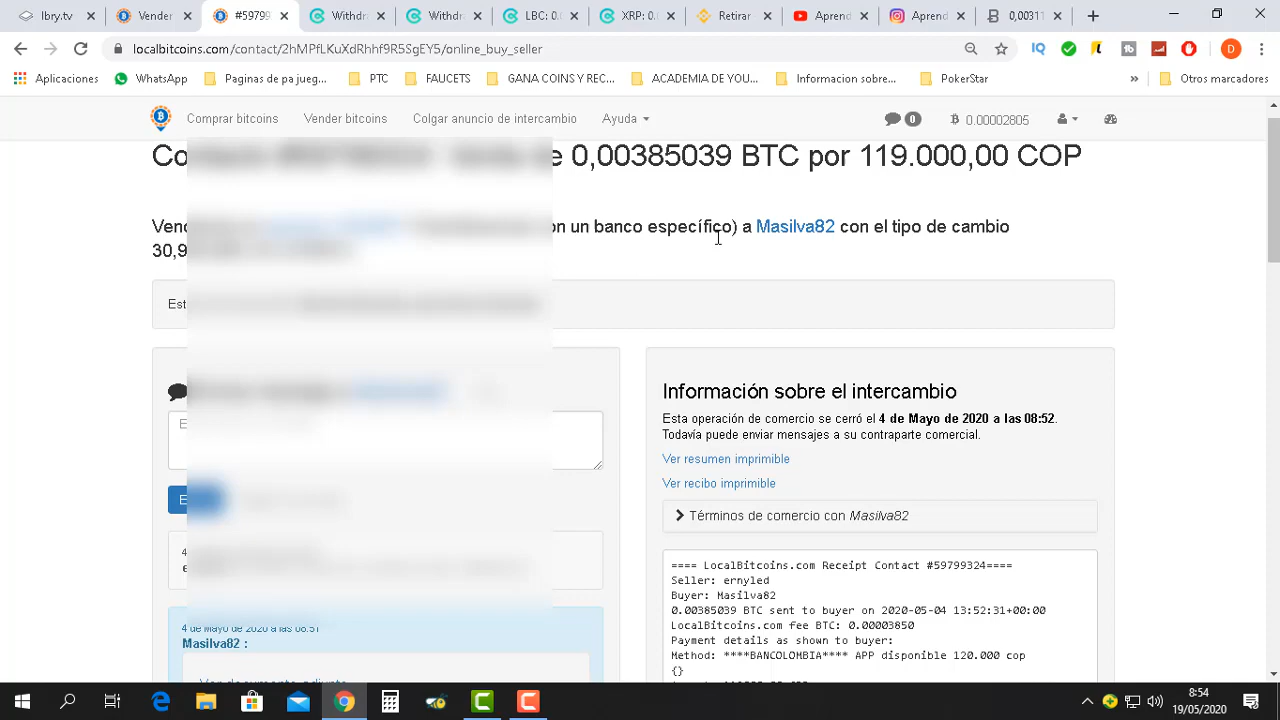 lbry.tv
Vender
#59799
Withdr
Withdr
LBC: 0.
XRP: 0.
Retiros
Aprend
Aprend
0,00313
localbitcoins.com/contact/2hMPfLKuXdRhhf9R5SgEY5/online_buy_seller
Aplicaciones
WhatsApp
Paginas de pa jueg...
PTC
FAUCETS
GANA COINS Y REC...
ACADEMIA DE YOU...
Informacion sobre...
PokerStar
»
Otros marcadores
Comprar bitcoins
Vender bitcoins
Colgar anuncio de intercambio
Ayuda
0
0.00002805
de 0,00385039 BTC por 119.000,00 COP
un banco específico) a Masilva82 con el tipo de cambio
30,9
Información sobre el intercambio
Esta operación de comercio se cerró el 4 de Mayo de 2020 a las 08:52.
Todavía puede enviar mensajes a su contraparte comercial.
Ver resumen imprimible
Ver recibo imprimible
Términos de comercio con Masilva82
==== LocalBitcoins.com Receipt Contact #59799324====
Seller: ernyled
Buyer: Masilva82
0.00385039 BTC sent to buyer on 2020-05-04 13:52:31+00:00
LocalBitcoins.com fee BTC: 0.00003850
Payment details as shown to buyer:
Method: ****BANCOLOMBIA**** APP disponible 120.000 cop
{}
4 de Mayo de 2020 a las 08:51
Masilva82 :
8:54
19/05/2020